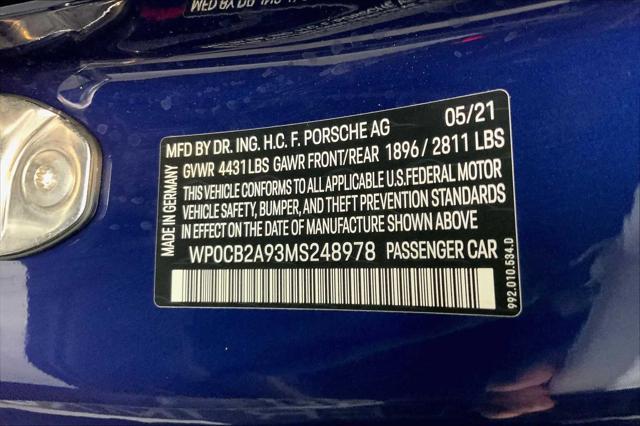 MFD BY DR. ING. H.C. F. PORSCHE AG 05/21
GVWR 4431 LBS GAWR FRONT/REAR 1896 / 2811 LBS
THIS VEHICLE CONFORMS TO ALL APPLICABLE U.S. FEDERAL MOTOR
VEHICLE SAFETY, BUMPER, AND THEFT PREVENTION STANDARDS
IN EFFECT ON THE DATE OF MANUFACTURE SHOWN ABOVE
WP0CB2A93MS248978 PASSENGER CAR
MADE IN GERMANY
992.010.534.D